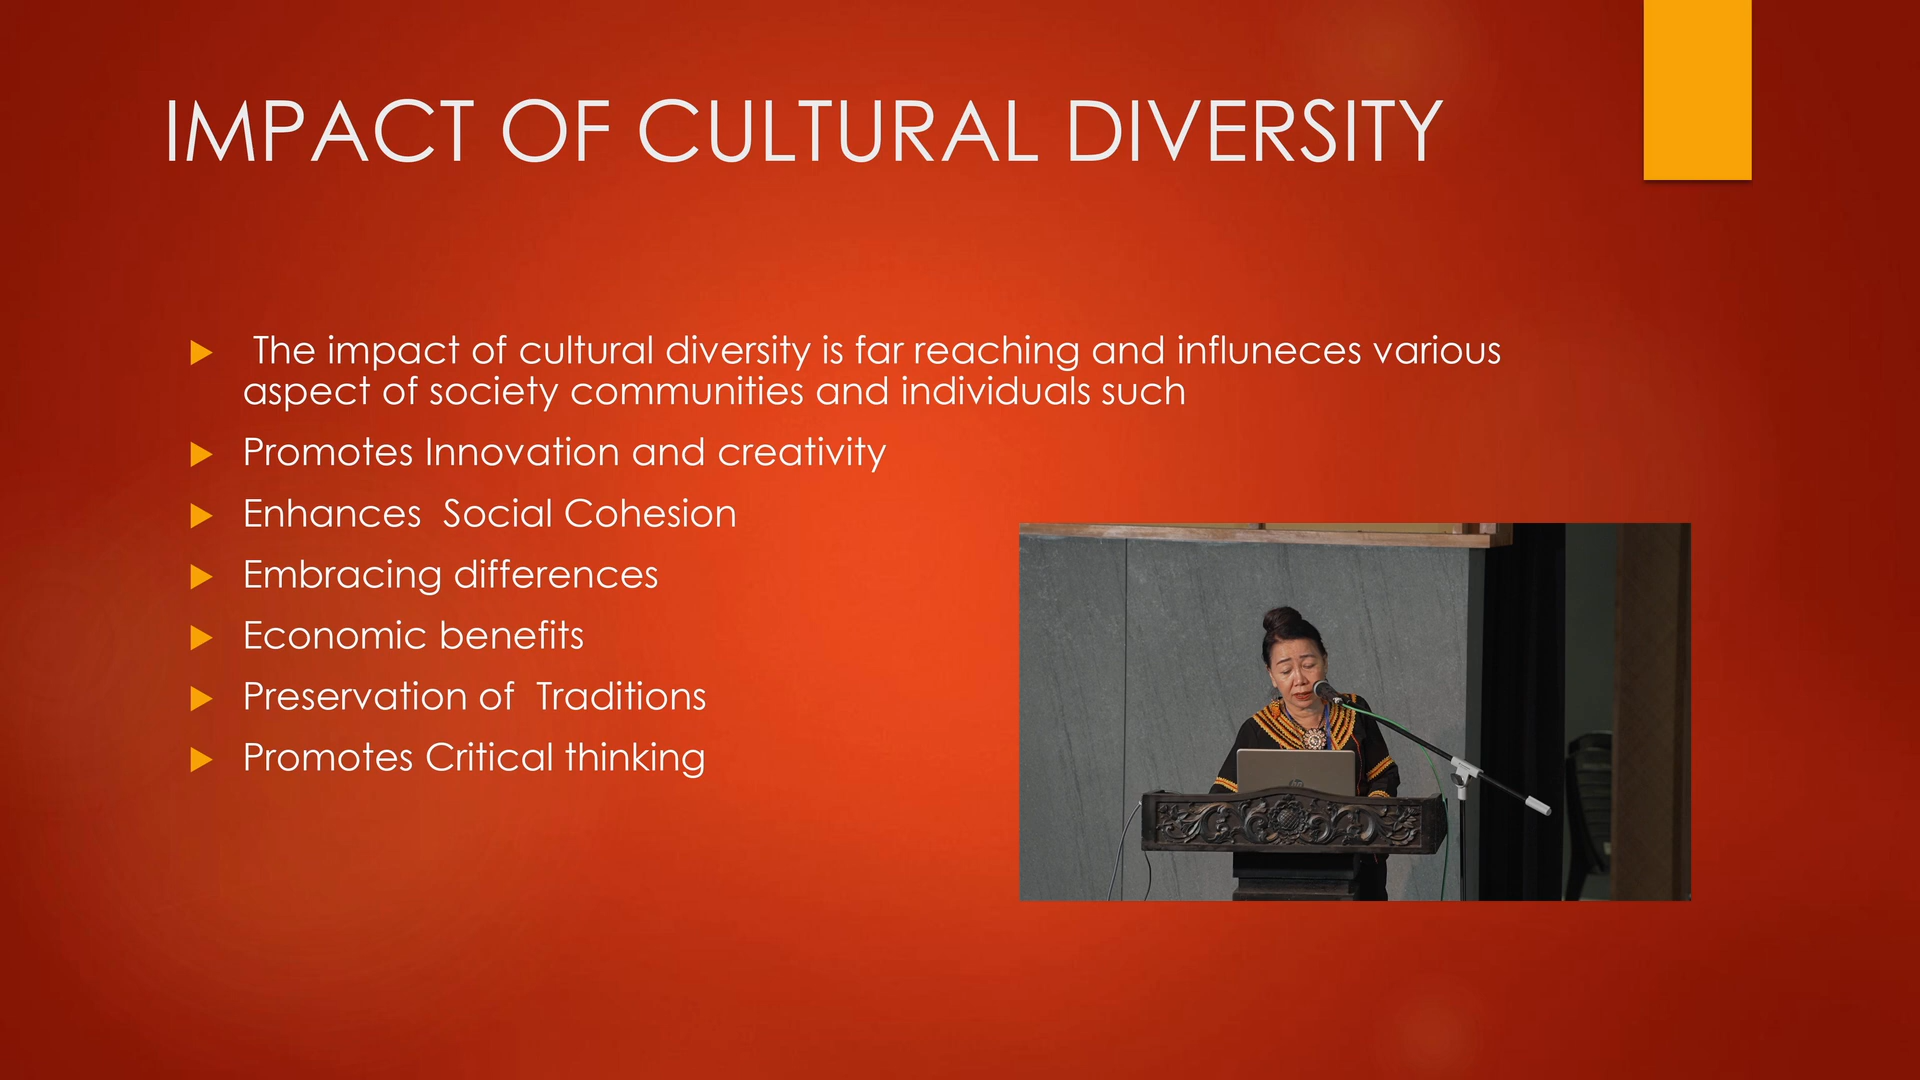 IMPACT OF CULTURAL DIVERSITY
The impact of cultural diversity is far reaching and influneces various
aspect of society communities and individuals such
Promotes Innovation and creativity
Enhances  Social Cohesion
Embracing differences
Economic benefits
Preservation of  Traditions
Promotes Critical thinking